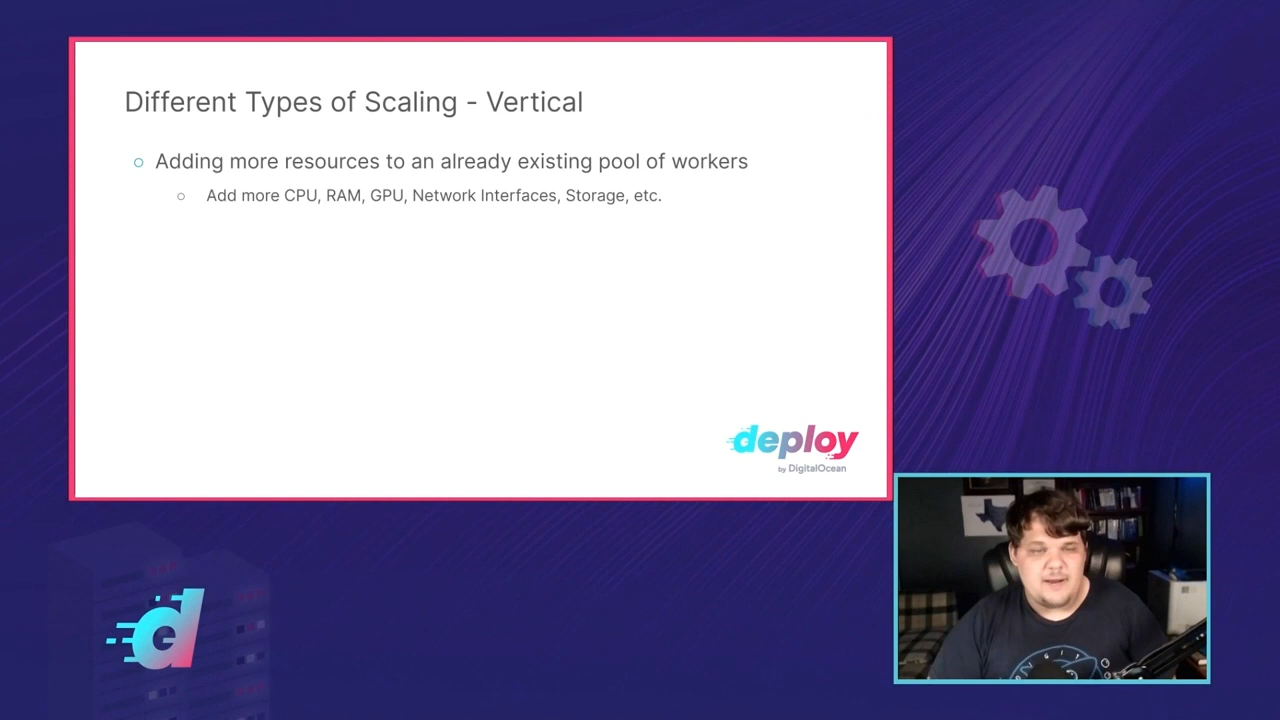 Different Types of Scaling - Vertical
Adding more resources to an already existing pool of workers
Add more CPU, RAM, GPU, Network Interfaces, Storage, etc.
deploy
by DigitalOcean
d